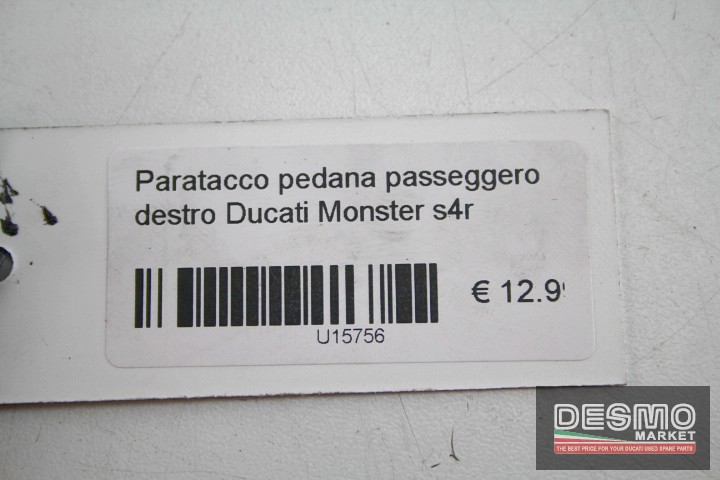 Paratacco pedana passeggero
destro Ducati Monster s4r
€ 12.9
U15756
DESMO
MARKET
THE BEST PRICE FOR YOUR DUCATI USED SPARE PARTS